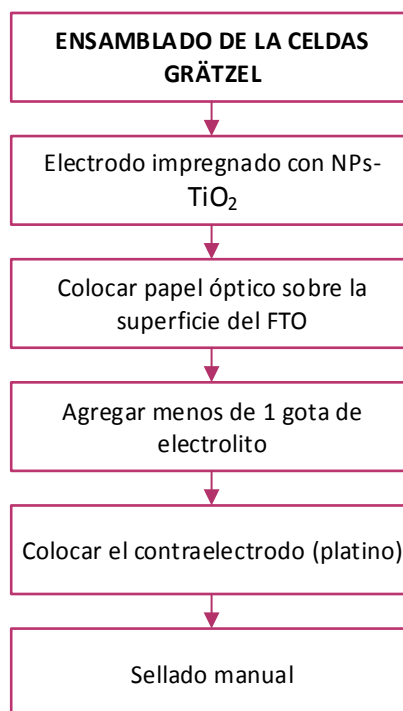 ENSAMBLADO DE LA CELDAS
GRÄTZEL
Electrodo impregnado con NPs-
TiO₂
Colocar papel óptico sobre la
superficie del FTO
Agregar menos de 1 gota de
electrolito
Colocar el contraelectrodo (platino)
Sellado manual